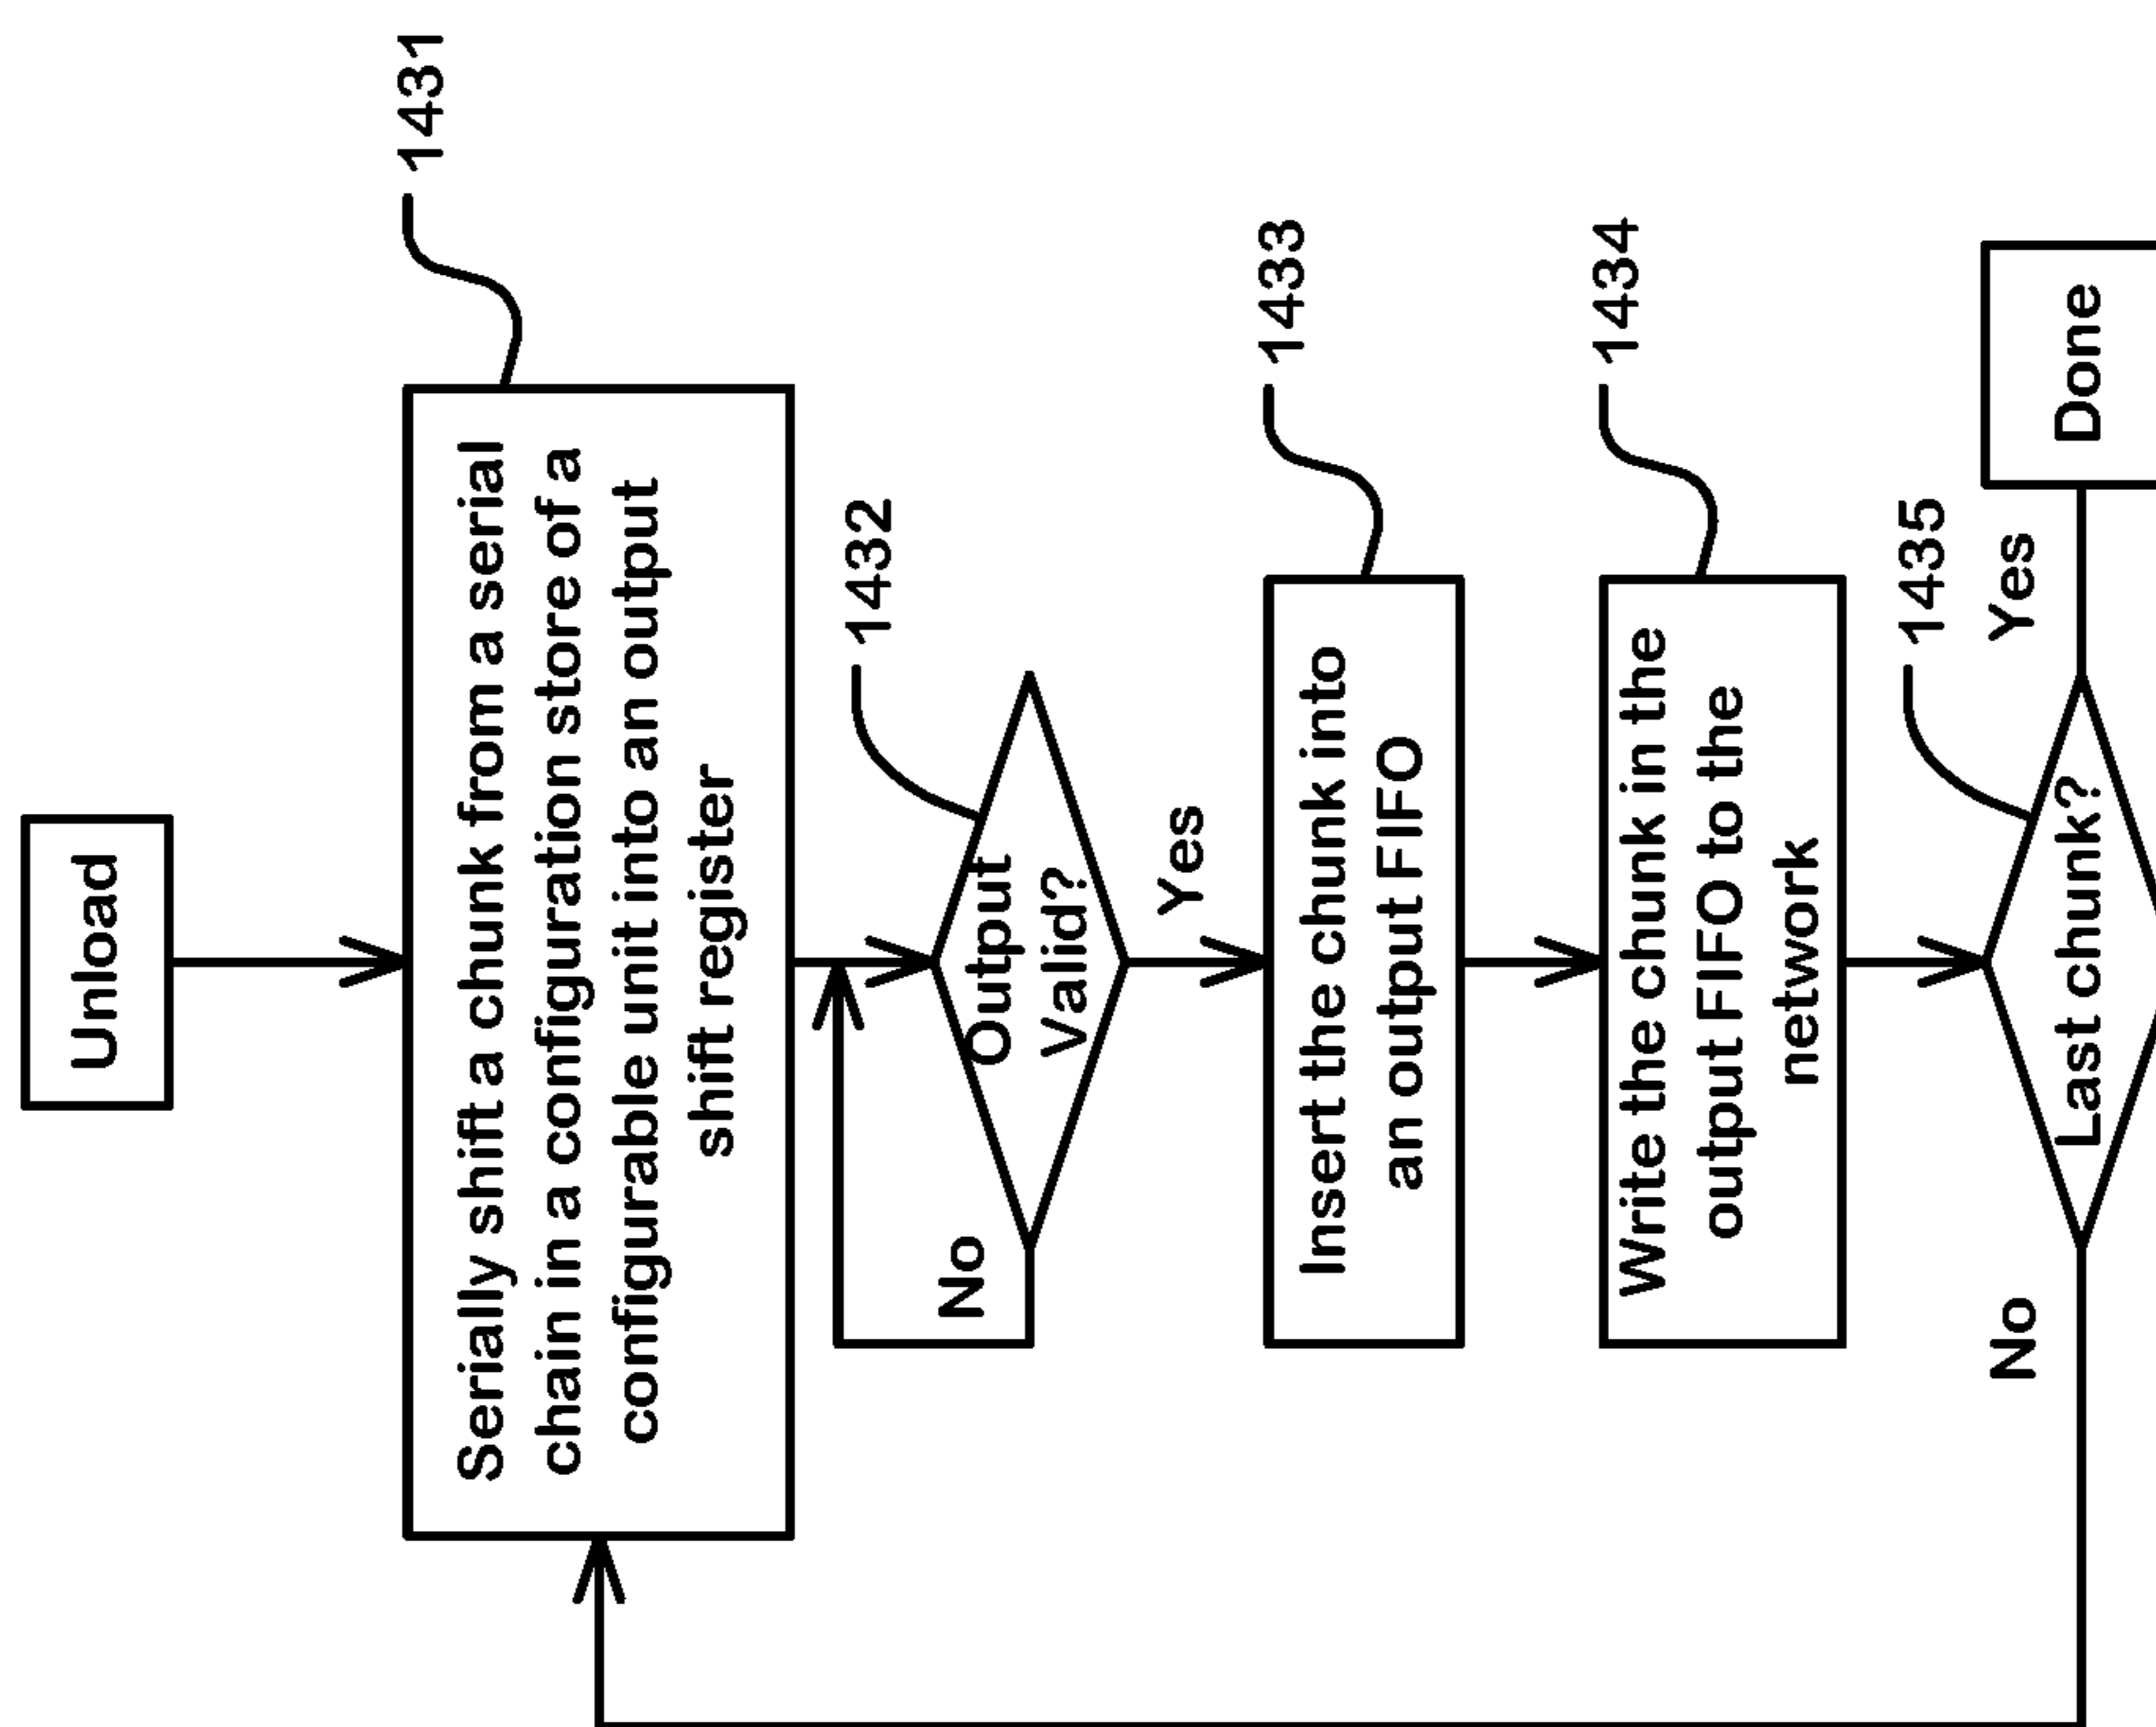 Unload
1431
Serially shift a chunk from a serial
chain in a configuration store of a
configurable unit into an output
shift register
1432
Output
Valid?
No
Yes
1433
Insert the chunk into
an output FIFO
1434
Write the chunk in the
output FIFO to the
network
1435
Last chunk?
No
Yes
Done